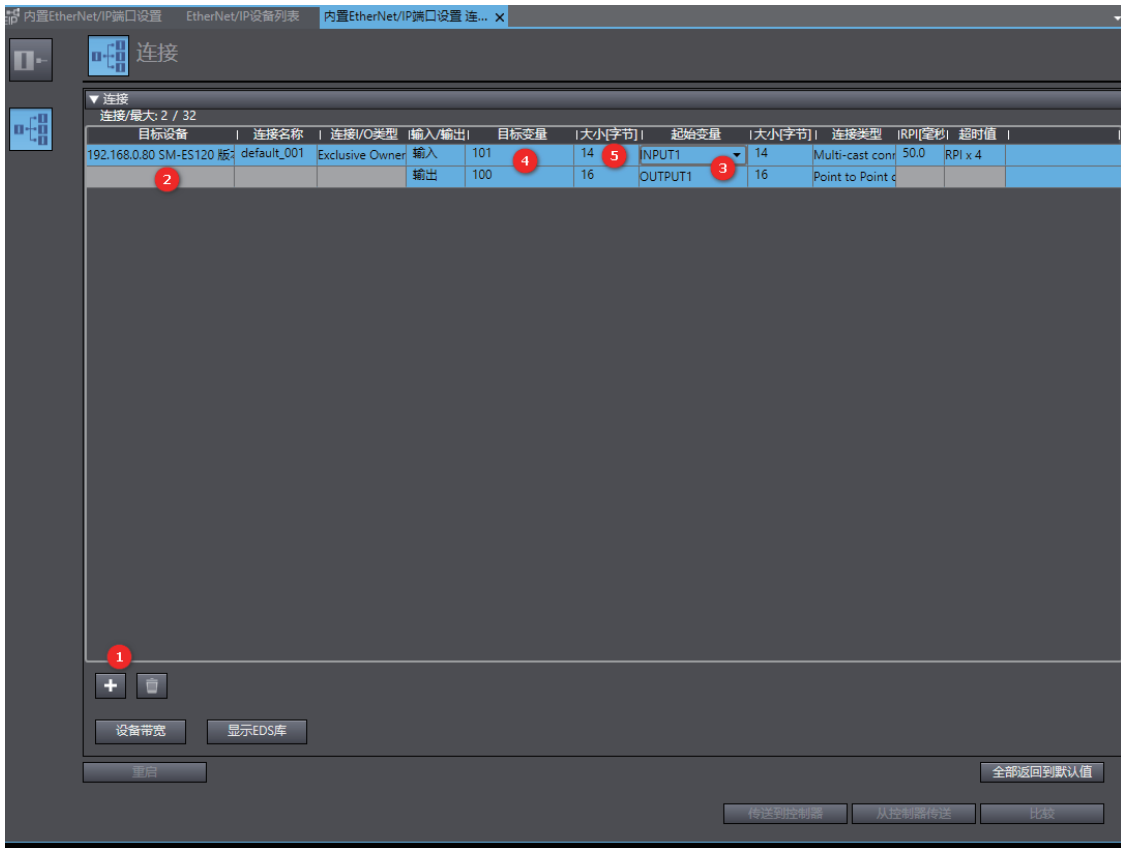 内置EtherNet/IP端口设置 EtherNet/IP设备列表 内置EtherNet/IP端口设置 连... ×
连接
▼连接
连接/最大: 2 / 32
目标设备 连接名称 连接I/O类型 输入/输出 目标变量 大小[字节] 起始变量 大小[字节] 连接类型 RPI[毫秒 超时值
192.168.0.80 SM-ES120 版 default_001 Exclusive Owner 输入 101 4 14 5 INPUT1 14 Multi-cast conn 50.0 RPI x 4
2 输出 100 16 OUTPUT1 3 16 Point to Point c
1
+
设备带宽 显示EDS库
重启 全部返回到默认值
传送到控制器 从控制器传送 比较